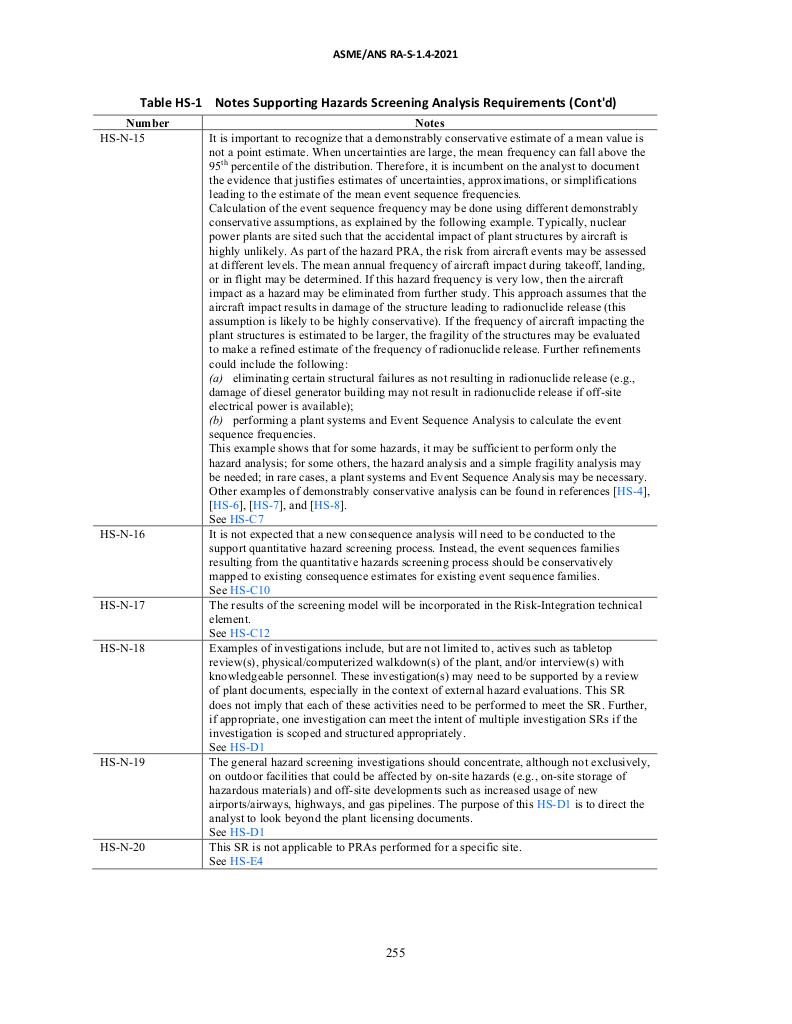 ASME/ANS RA-S-1.4-2021
Table HS-1 Notes Supporting Hazards Screening Analysis Requirements (Cont'd)
Number Notes
HS-N-15 It is important to recognize that a demonstrably conservative estimate of a mean value is
not a point estimate. When uncertainties are large, the mean frequency can fall above the
95th percentile of the distribution. Therefore, it is incumbent on the analyst to document
the evidence that justifies estimates of uncertainties, approximations, or simplifications
leading to the estimate of the mean event sequence frequencies.
Calculation of the event sequence frequency may be done using different demonstrably
conservative assumptions, as explained by the following example. Typically, nuclear
power plants are sited such that the accidental impact of plant structures by aircraft is
highly unlikely. As part of the hazard PRA, the risk from aircraft events may be assessed
at different levels. The mean annual frequency of aircraft impact during takeoff, landing,
or in flight may be determined. If this hazard frequency is very low, then the aircraft
impact as a hazard may be eliminated from further study. This approach assumes that the
aircraft impact results in damage of the structure leading to radionuclide release (this
assumption is likely to be highly conservative). If the frequency of aircraft impacting the
plant structures is estimated to be larger, the fragility of the structures may be evaluated
to make a refined estimate of the frequency of radionuclide release. Further refinements
could include the following:
(a) eliminating certain structural failures as not resulting in radionuclide release (e.g.,
damage of diesel generator building may not result in radionuclide release if off-site
electrical power is available);
(b) performing a plant systems and Event Sequence Analysis to calculate the event
sequence frequencies.
This example shows that for some hazards, it may be sufficient to perform only the
hazard analysis; for some others, the hazard analysis and a simple fragility analysis may
be needed; in rare cases, a plant systems and Event Sequence Analysis may be necessary.
Other examples of demonstrably conservative analysis can be found in references [HS-4],
[HS-6], [HS-7], and [HS-8].
See HS-C7
HS-N-16 It is not expected that a new consequence analysis will need to be conducted to the
support quantitative hazard screening process. Instead, the event sequences families
resulting from the quantitative hazards screening process should be conservatively
mapped to existing consequence estimates for existing event sequence families.
See HS-C10
HS-N-17 The results of the screening model will be incorporated in the Risk-Integration technical
element.
See HS-C12
HS-N-18 Examples of investigations include, but are not limited to, actives such as tabletop
review(s), physical/computerized walkdown(s) of the plant, and/or interview(s) with
knowledgeable personnel. These investigation(s) may need to be supported by a review
of plant documents, especially in the context of external hazard evaluations. This SR
does not imply that each of these activities need to be performed to meet the SR. Further,
if appropriate, one investigation can meet the intent of multiple investigation SRs if the
investigation is scoped and structured appropriately.
See HS-D1
HS-N-19 The general hazard screening investigations should concentrate, although not exclusively,
on outdoor facilities that could be affected by on-site hazards (e.g., on-site storage of
hazardous materials) and off-site developments such as increased usage of new
airports/airways, highways, and gas pipelines. The purpose of this HS-D1 is to direct the
analyst to look beyond the plant licensing documents.
See HS-D1
HS-N-20 This SR is not applicable to PRAs performed for a specific site.
See HS-E4
255